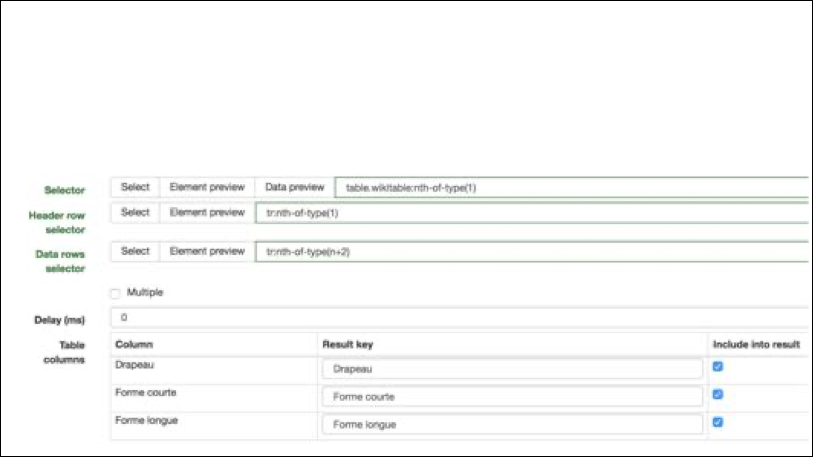 Selector Select Element preview Data preview table.wikitable:nth-of-type(1)
Header row selector Select Element preview tr:nth-of-type(1)
Data rows selector Select Element preview tr:nth-of-type(n+2)
Multiple
Delay (ms) 0
Table columns Column Result key Include into result
Drapeau Drapeau
Forme courte Forme courte
Forme longue Forme longue